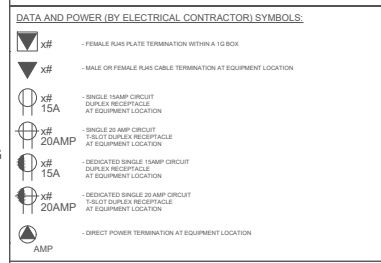 DATA AND POWER (BY ELECTRICAL CONTRACTOR) SYMBOLS:
x# - FEMALE RJ45 PLATE TERMINATION WITHIN A 1G BOX
x# - MALE OR FEMALE RJ45 CABLE TERMINATION AT EQUIPMENT LOCATION
x#
15A
- SINGLE 15AMP CIRCUIT
DUPLEX RECEPTACLE
AT EQUIPMENT LOCATION
x#
20AMP
- SINGLE 20 AMP CIRCUIT
T-SLOT DUPLEX RECEPTACLE
AT EQUIPMENT LOCATION
x#
15A
- DEDICATED SINGLE 15AMP CIRCUIT
DUPLEX RECEPTACLE
AT EQUIPMENT LOCATION
x#
20AMP
- DEDICATED SINGLE 20 AMP CIRCUIT
T-SLOT DUPLEX RECEPTACLE
AT EQUIPMENT LOCATION
AMP
- DIRECT POWER TERMINATION AT EQUIPMENT LOCATION